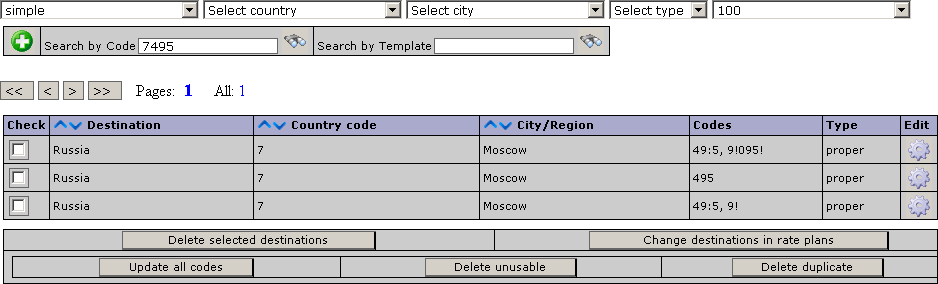 simple Select country Select city Select type 100
Search by Code 7495 Search by Template
<< < > >> Pages: 1 All: 1
Check Destination Country code City/Region Codes Type Edit
Russia 7 Moscow 49:5, 9!095! proper
Russia 7 Moscow 495 proper
Russia 7 Moscow 49:5, 9! proper
Delete selected destinations Change destinations in rate plans
Update all codes Delete unusable Delete duplicate